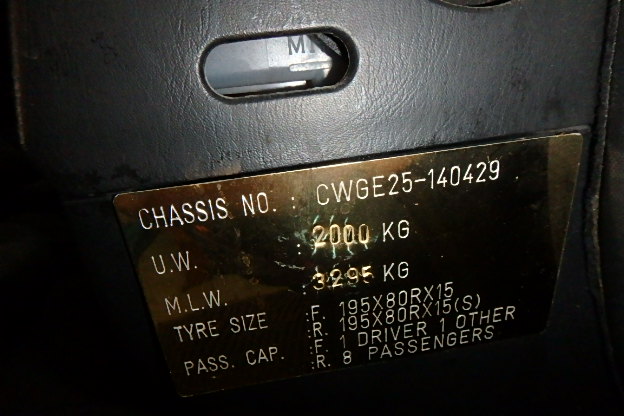 CHASSIS NO. : CWGE25-140429
U.W. : 2000 KG
M.L.W. : 3295 KG
TYRE SIZE :F. 195X80RX15
:R. 195X80RX15(S)
PASS. CAP. :F. 1 DRIVER 1 OTHER
:R. 8 PASSENGERS